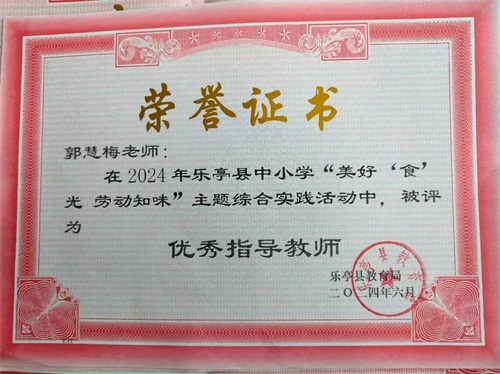 荣誉证书
郭慧梅老师：
在2024年乐亭县中小学“美好‘食’
光 劳动知味”主题综合实践活动中，被评
为
优秀指导教师
乐亭县教育局
二〇二四年六月